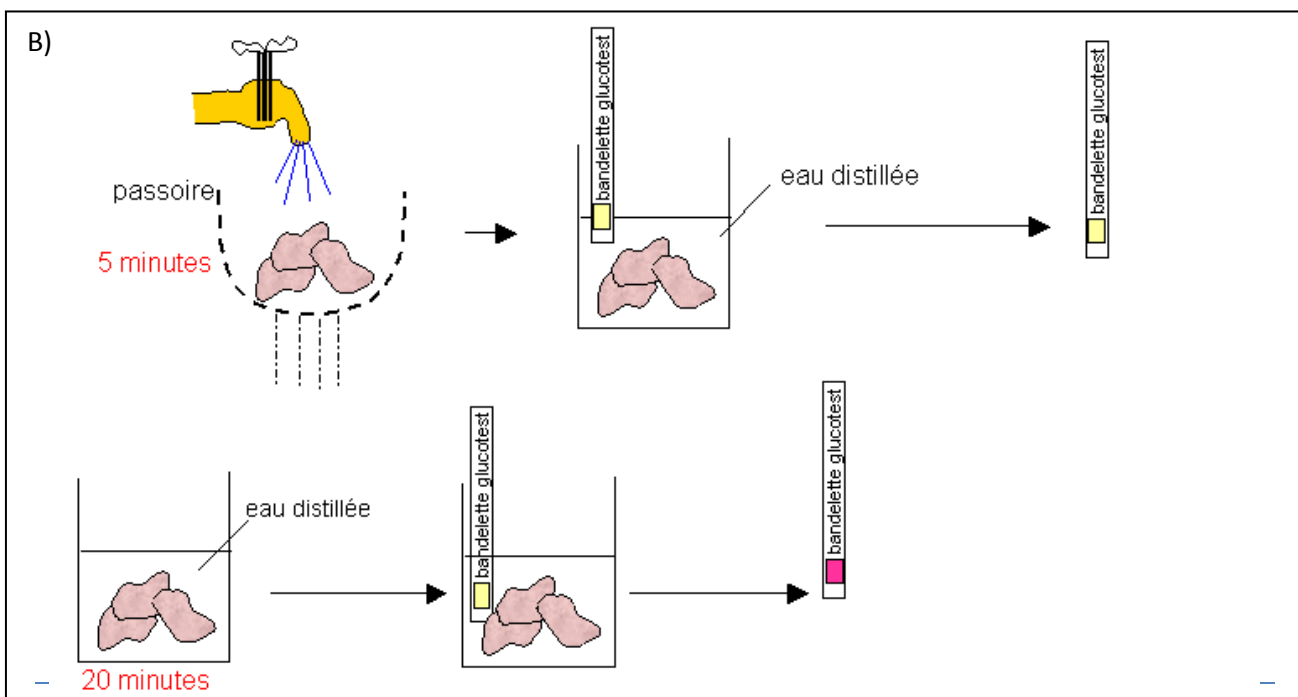 B)
passoire
5 minutes
bandelette glucotest
eau distillée
bandelette glucotest
eau distillée
20 minutes
bandelette glucotest
bandelette glucotest